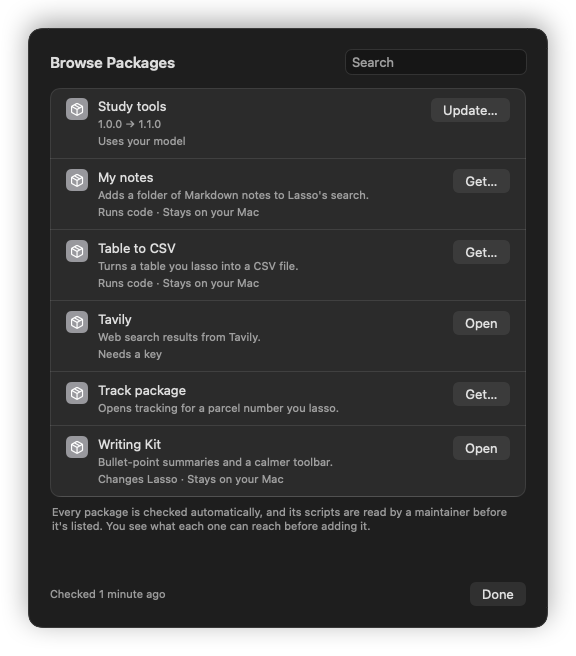 Browse Packages
Search
Study tools
Update...
1.0.0 → 1.1.0
Uses your model
My notes
Get...
Adds a folder of Markdown notes to Lasso's search.
Runs code · Stays on your Mac
Table to CSV
Get...
Turns a table you lasso into a CSV file.
Runs code · Stays on your Mac
Tavily
Open
Web search results from Tavily.
Needs a key
Track package
Get...
Opens tracking for a parcel number you lasso.
Writing Kit
Open
Bullet-point summaries and a calmer toolbar.
Changes Lasso · Stays on your Mac
Every package is checked automatically, and its scripts are read by a maintainer before
it's listed. You see what each one can reach before adding it.
Checked 1 minute ago
Done